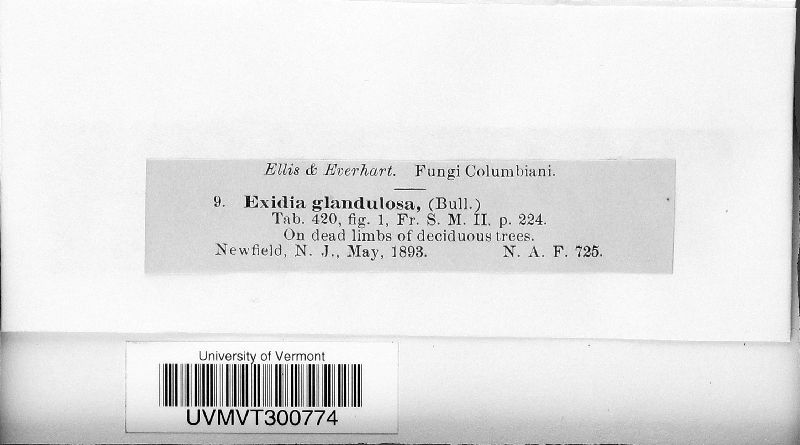 Ellis & Everhart. Fungi Columbiani.
9. Exidia glandulosa, (Bull.)
Tab. 420, fig. 1, Fr. S. M. II, p. 224.
On dead limbs of deciduous trees.
Newfield, N. J., May, 1893. N. A. F. 725.
University of Vermont
UVMVT300774